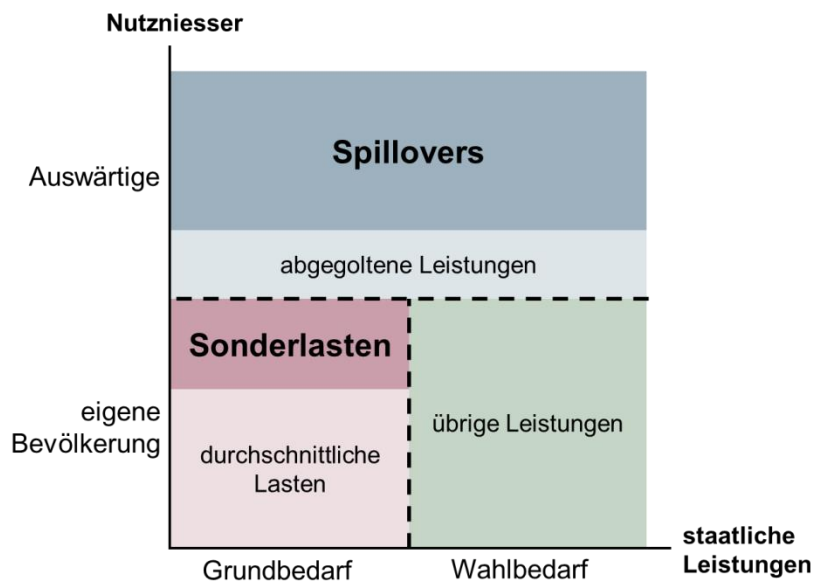 Nutzniesser
Spillovers
Auswärtige
abgegoltene Leistungen
Sonderlasten
eigene
Bevölkerung
übrige Leistungen
durchschnittliche
Lasten
staatliche
Leistungen
Grundbedarf
Wahlbedarf